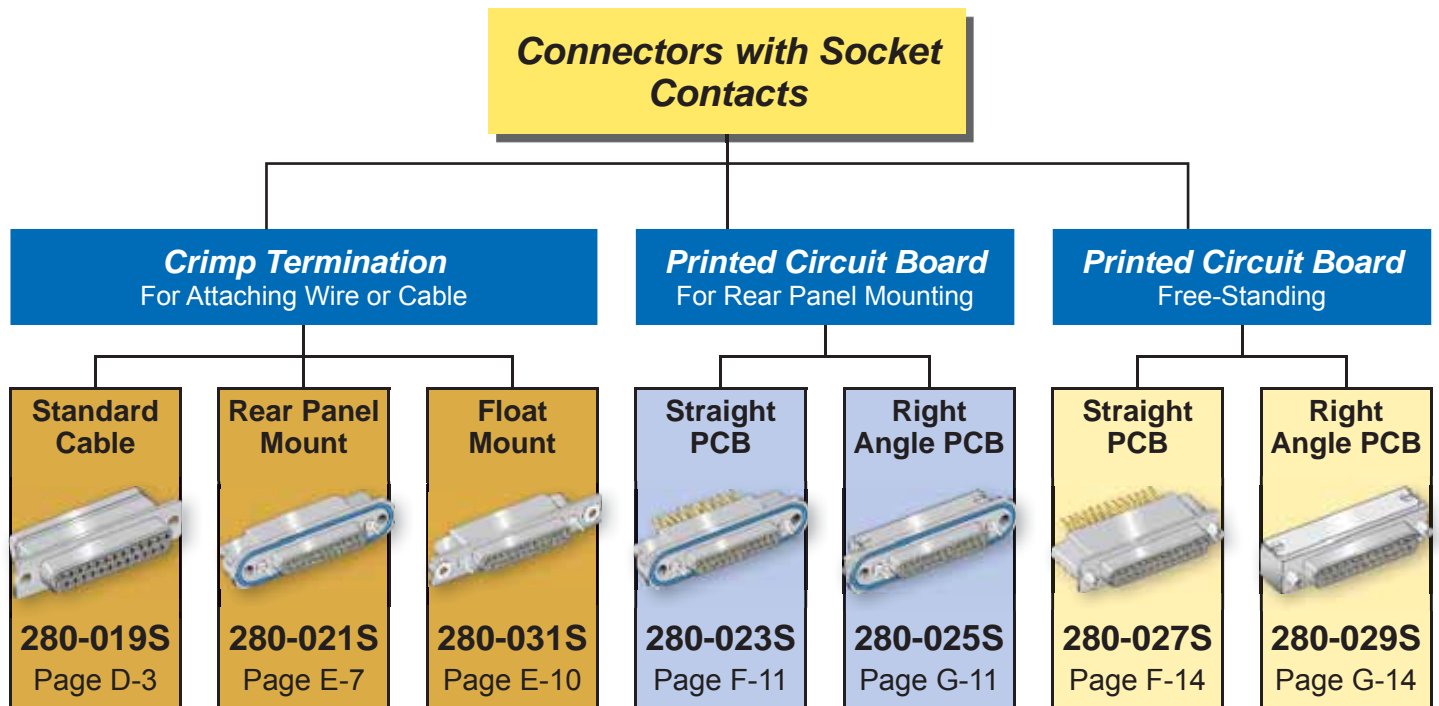 Connectors with Socket
Contacts
Crimp Termination
For Attaching Wire or Cable
Printed Circuit Board
For Rear Panel Mounting
Printed Circuit Board
Free-Standing
Standard
Cable
280-019S
Page D-3
Rear Panel
Mount
280-021S
Page E-7
Float
Mount
280-031S
Page E-10
Straight
PCB
280-023S
Page F-11
Right
Angle PCB
280-025S
Page G-11
Straight
PCB
280-027S
Page F-14
Right
Angle PCB
280-029S
Page G-14